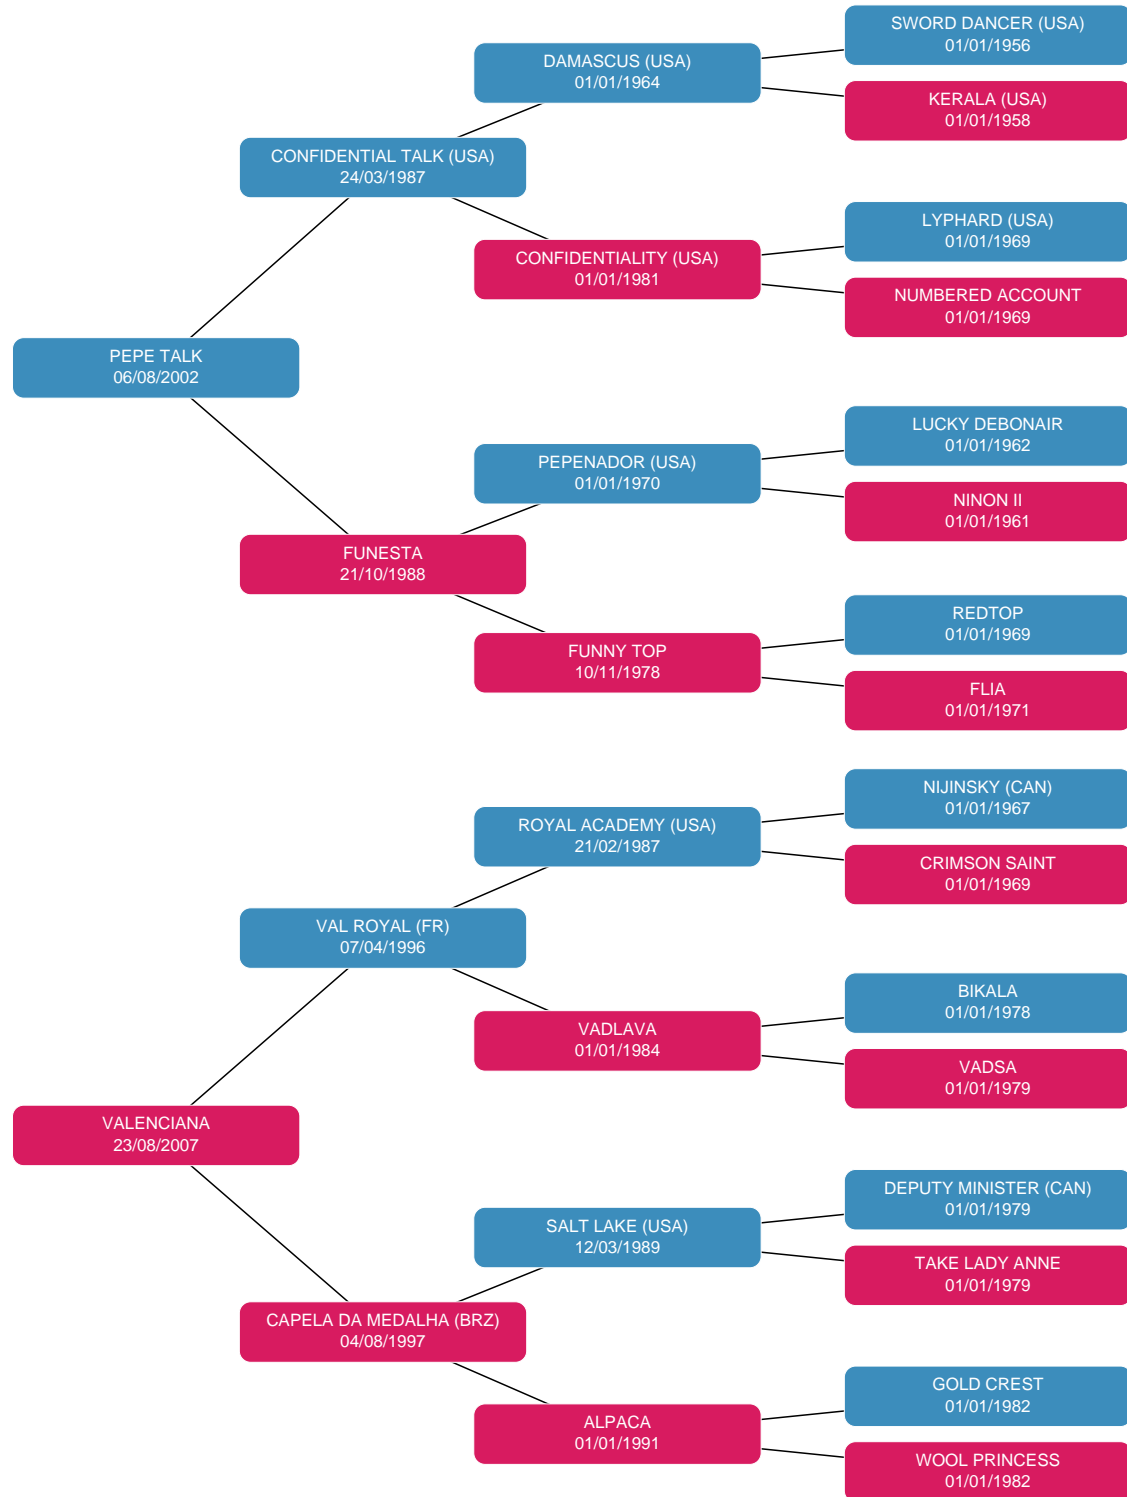 SWORD DANCER (USA)
01/01/1956
DAMASCUS (USA)
01/01/1964
KERALA (USA)
01/01/1958
CONFIDENTIAL TALK (USA)
24/03/1987
LYPHARD (USA)
01/01/1969
CONFIDENTIALITY (USA)
01/01/1981
NUMBERED ACCOUNT
01/01/1969
PEPE TALK
06/08/2002
LUCKY DEBONAIR
01/01/1962
PEPENADOR (USA)
01/01/1970
NINON II
01/01/1961
FUNESTA
21/10/1988
REDTOP
01/01/1969
FUNNY TOP
10/11/1978
FLIA
01/01/1971
NIJINSKY (CAN)
01/01/1967
ROYAL ACADEMY (USA)
21/02/1987
CRIMSON SAINT
01/01/1969
VAL ROYAL (FR)
07/04/1996
BIKALA
01/01/1978
VADLAVA
01/01/1984
VADSA
01/01/1979
VALENCIANA
23/08/2007
DEPUTY MINISTER (CAN)
01/01/1979
SALT LAKE (USA)
12/03/1989
TAKE LADY ANNE
01/01/1979
CAPELA DA MEDALHA (BRZ)
04/08/1997
GOLD CREST
01/01/1982
ALPACA
01/01/1991
WOOL PRINCESS
01/01/1982